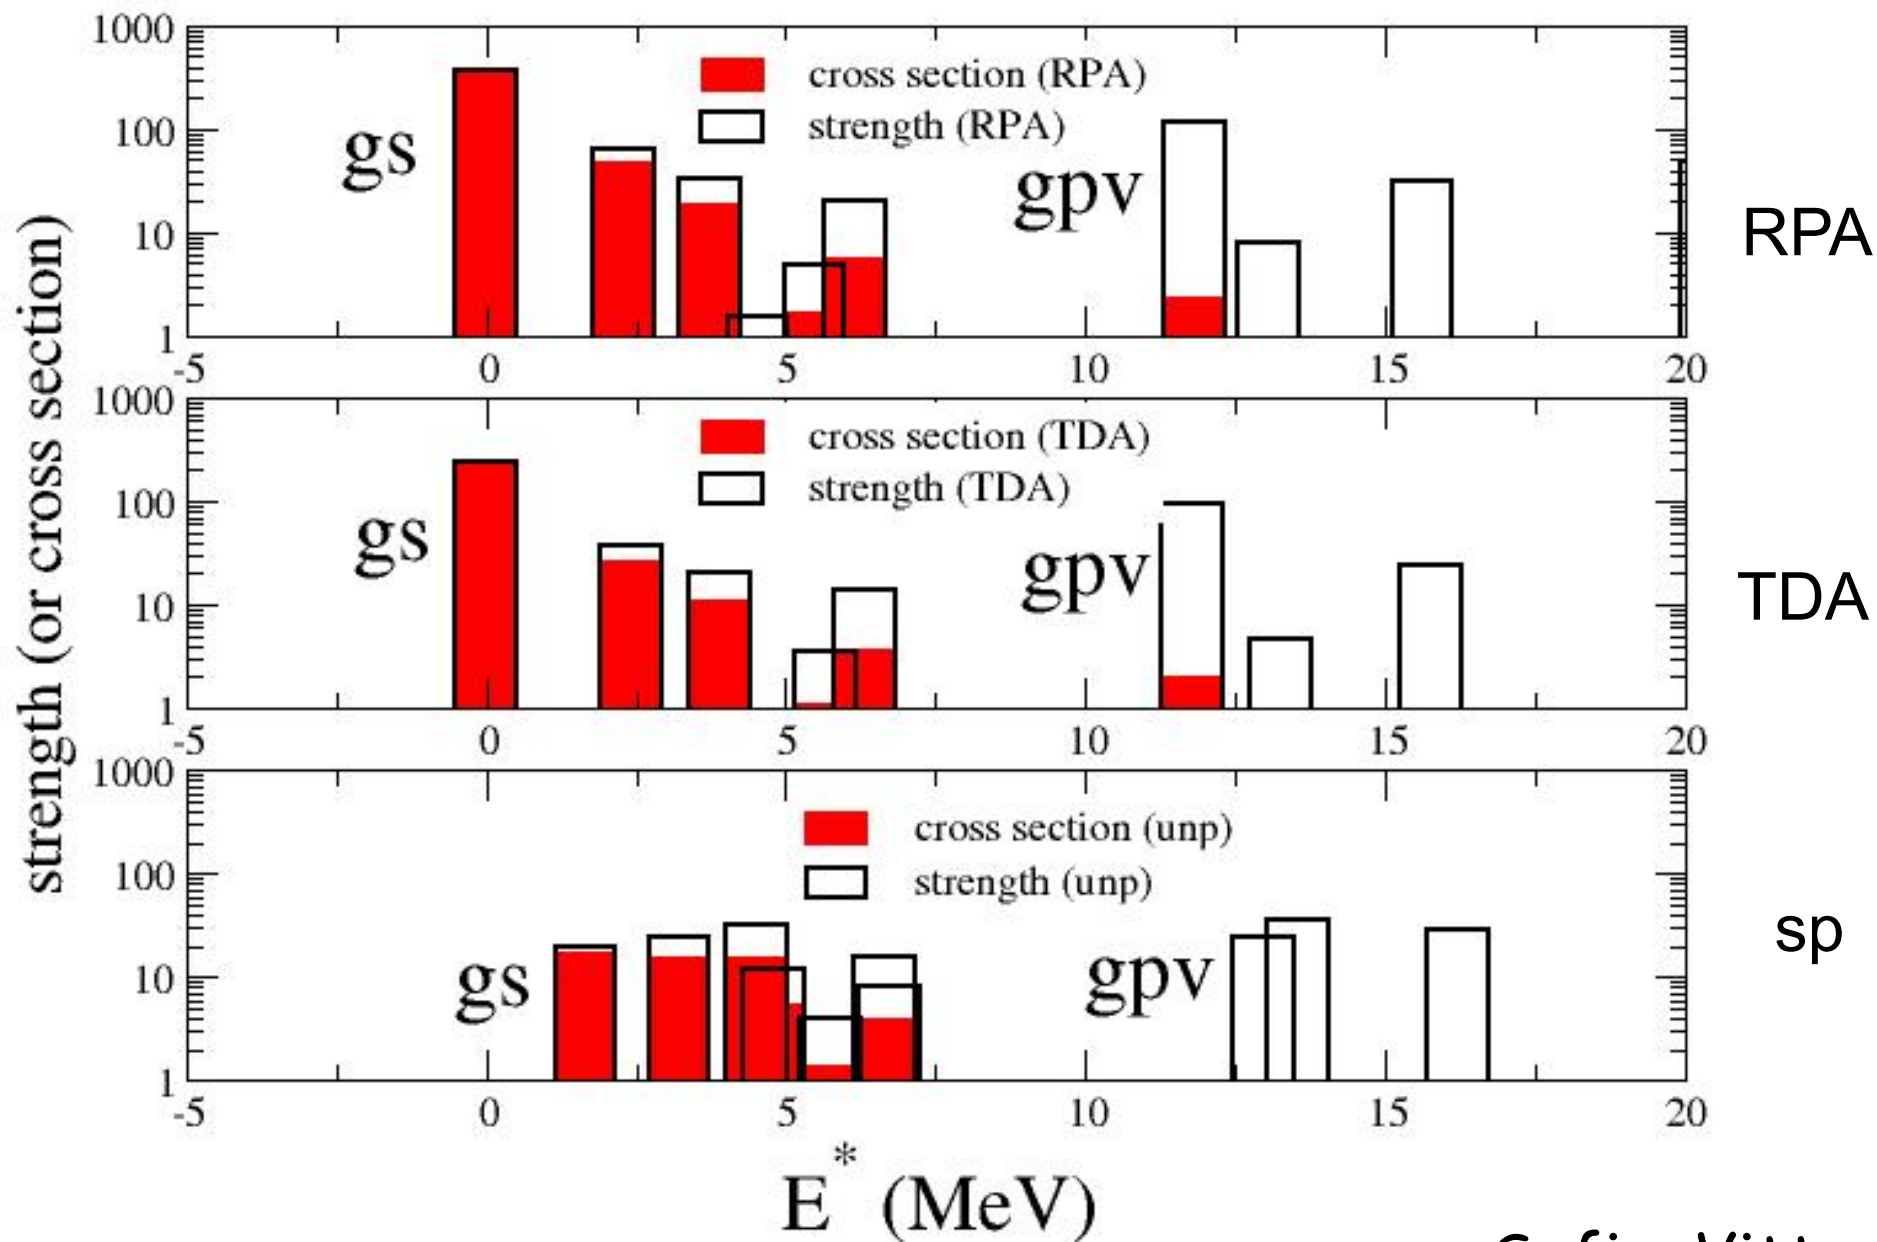 strength (or cross section)
1000
100
10
1
cross section (RPA)
strength (RPA)
gs
gpv
RPA
-5 0 5 10 15 20
1000
100
10
1
cross section (TDA)
strength (TDA)
gs
gpv
TDA
-5 0 5 10 15 20
1000
100
10
1
cross section (unp)
strength (unp)
gs
gpv
sp
-5 0 5 10 15 20
E* (MeV)